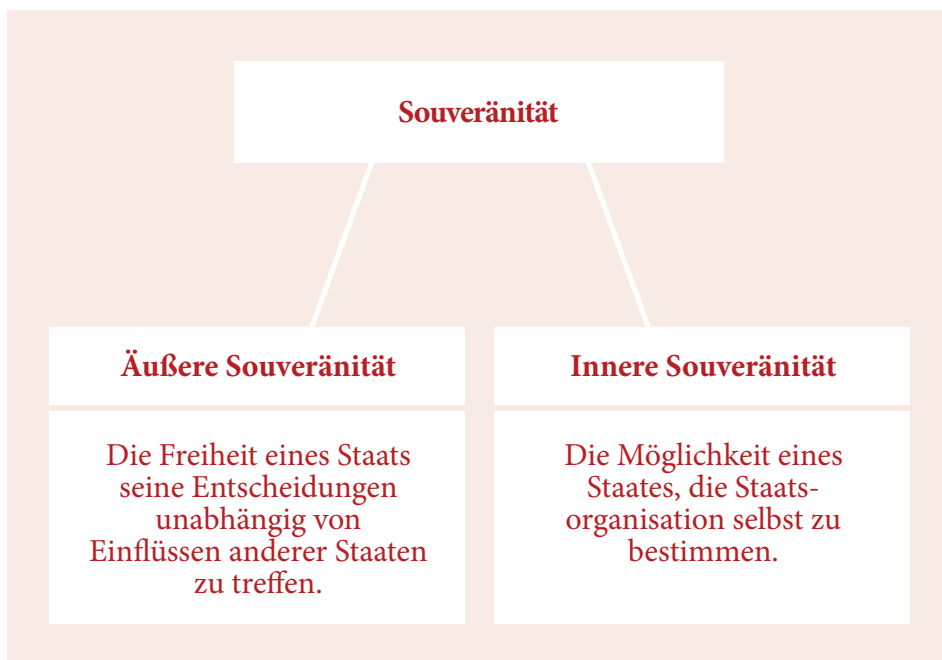 Souveränität
Äußere Souveränität
Die Freiheit eines Staats
seine Entscheidungen
unabhängig von
Einflüssen anderer Staaten
zu treffen.
Innere Souveränität
Die Möglichkeit eines
Staates, die Staats-
organisation selbst zu
bestimmen.